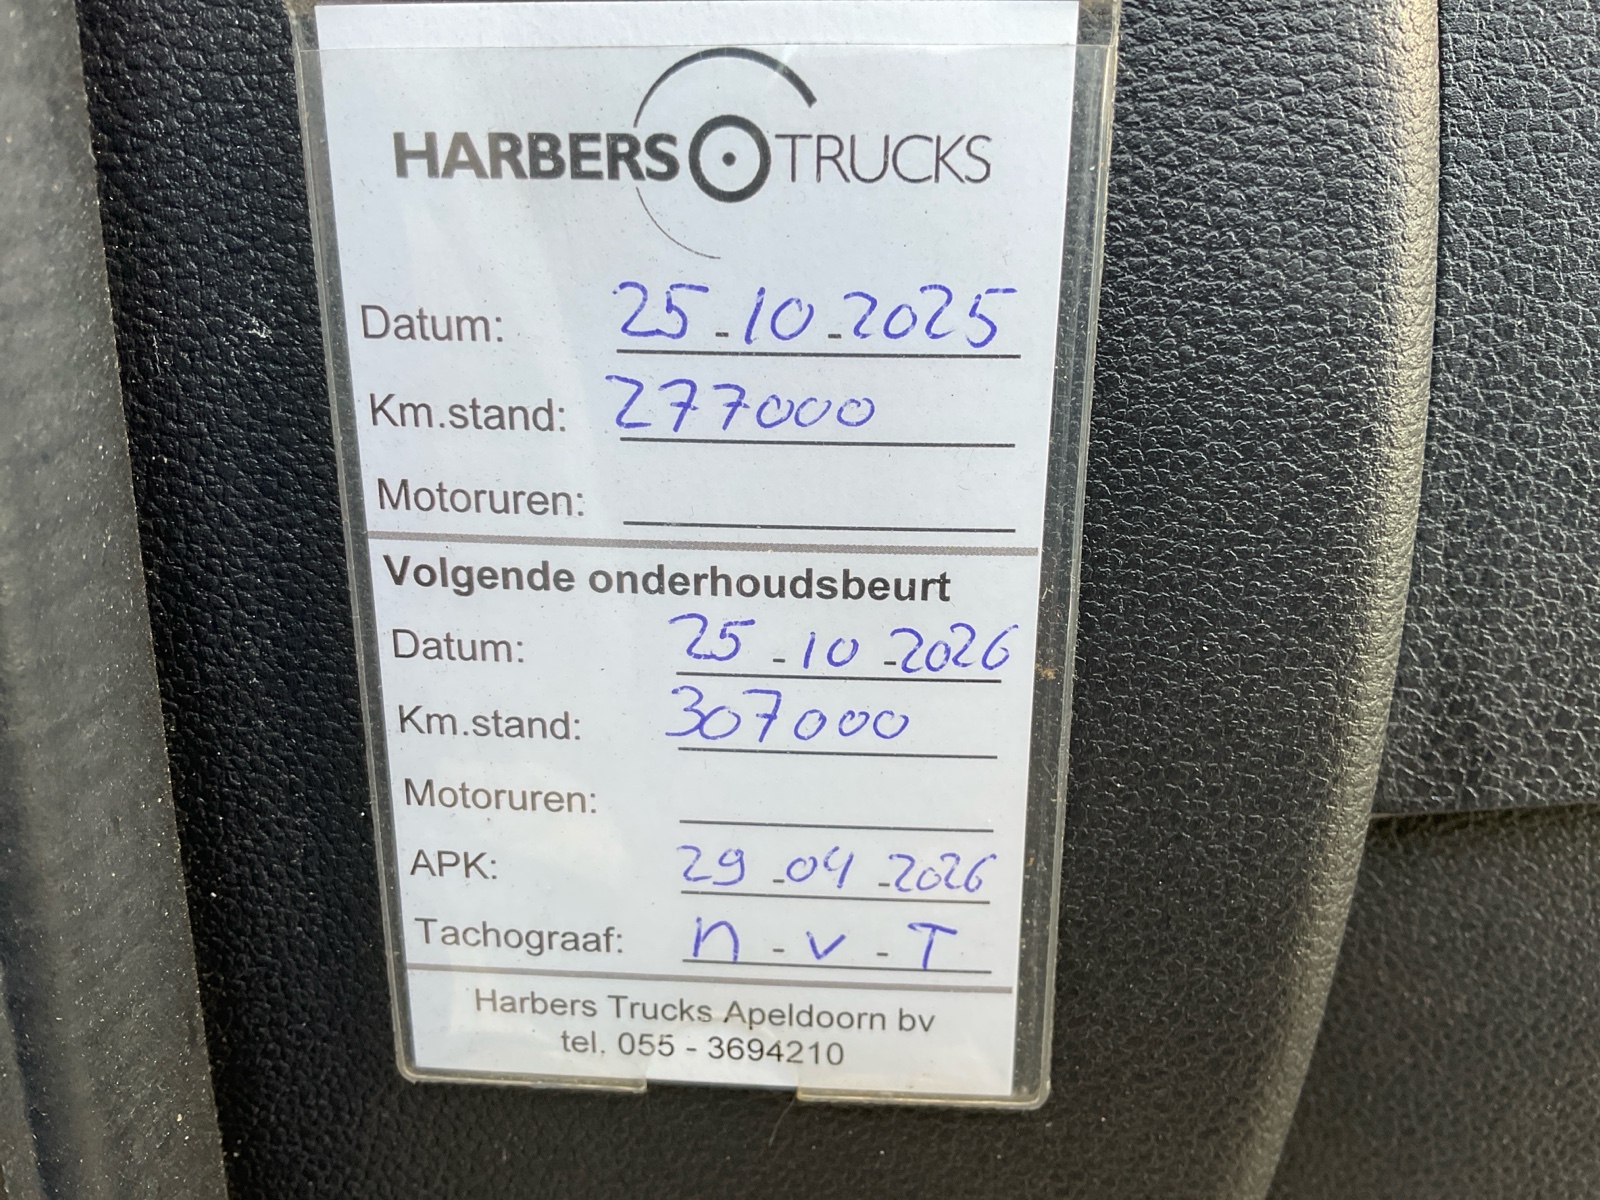 HARBERS TRUCKS
Datum: 25-10-2025
Km.stand: 277000
Motoruren:
Volgende onderhoudsbeurt
Datum: 25-10-2026
Km.stand: 307000
Motoruren:
APK: 29-04-2026
Tachograaf: n-v-T
Harbers Trucks Apeldoorn bv
tel. 055 - 3694210